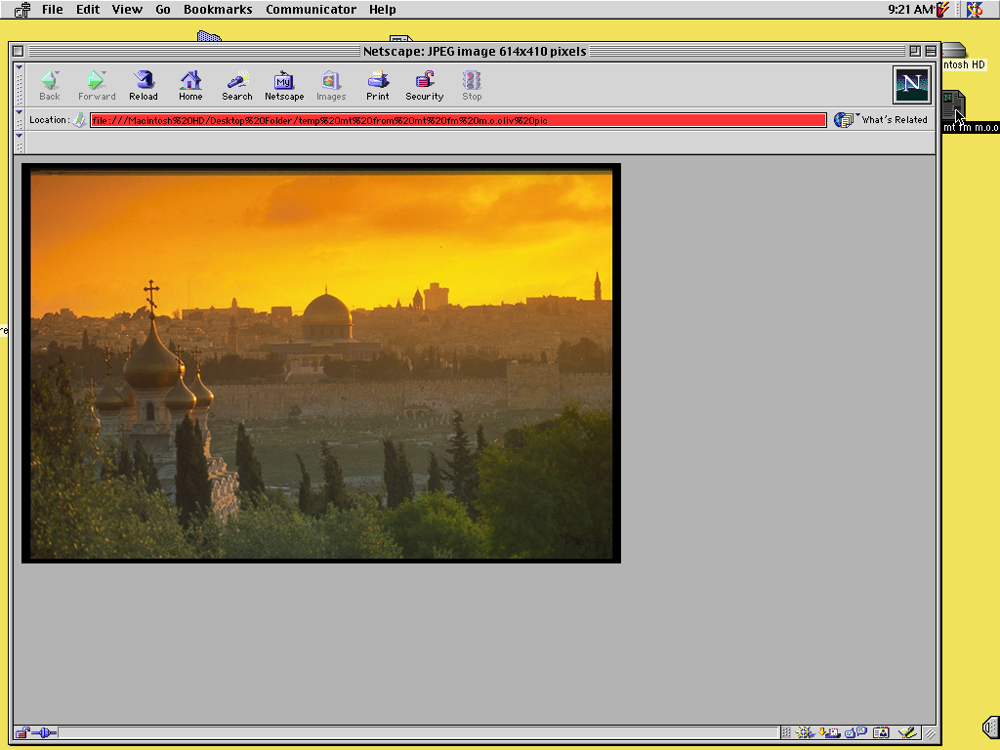 File Edit View Go Bookmarks Communicator Help 9:21 AM
Netscape: JPEG image 614x410 pixels
ntosh HD
Back Forward Reload Home Search Netscape Images Print Security Stop
My
N
Location: file:///Macintosh%20HD/Desktop%20Folder/temp%20mt%20from%20mt%20fm%20m.o.oliv%20pic What's Related
mt fm m.o.o
re